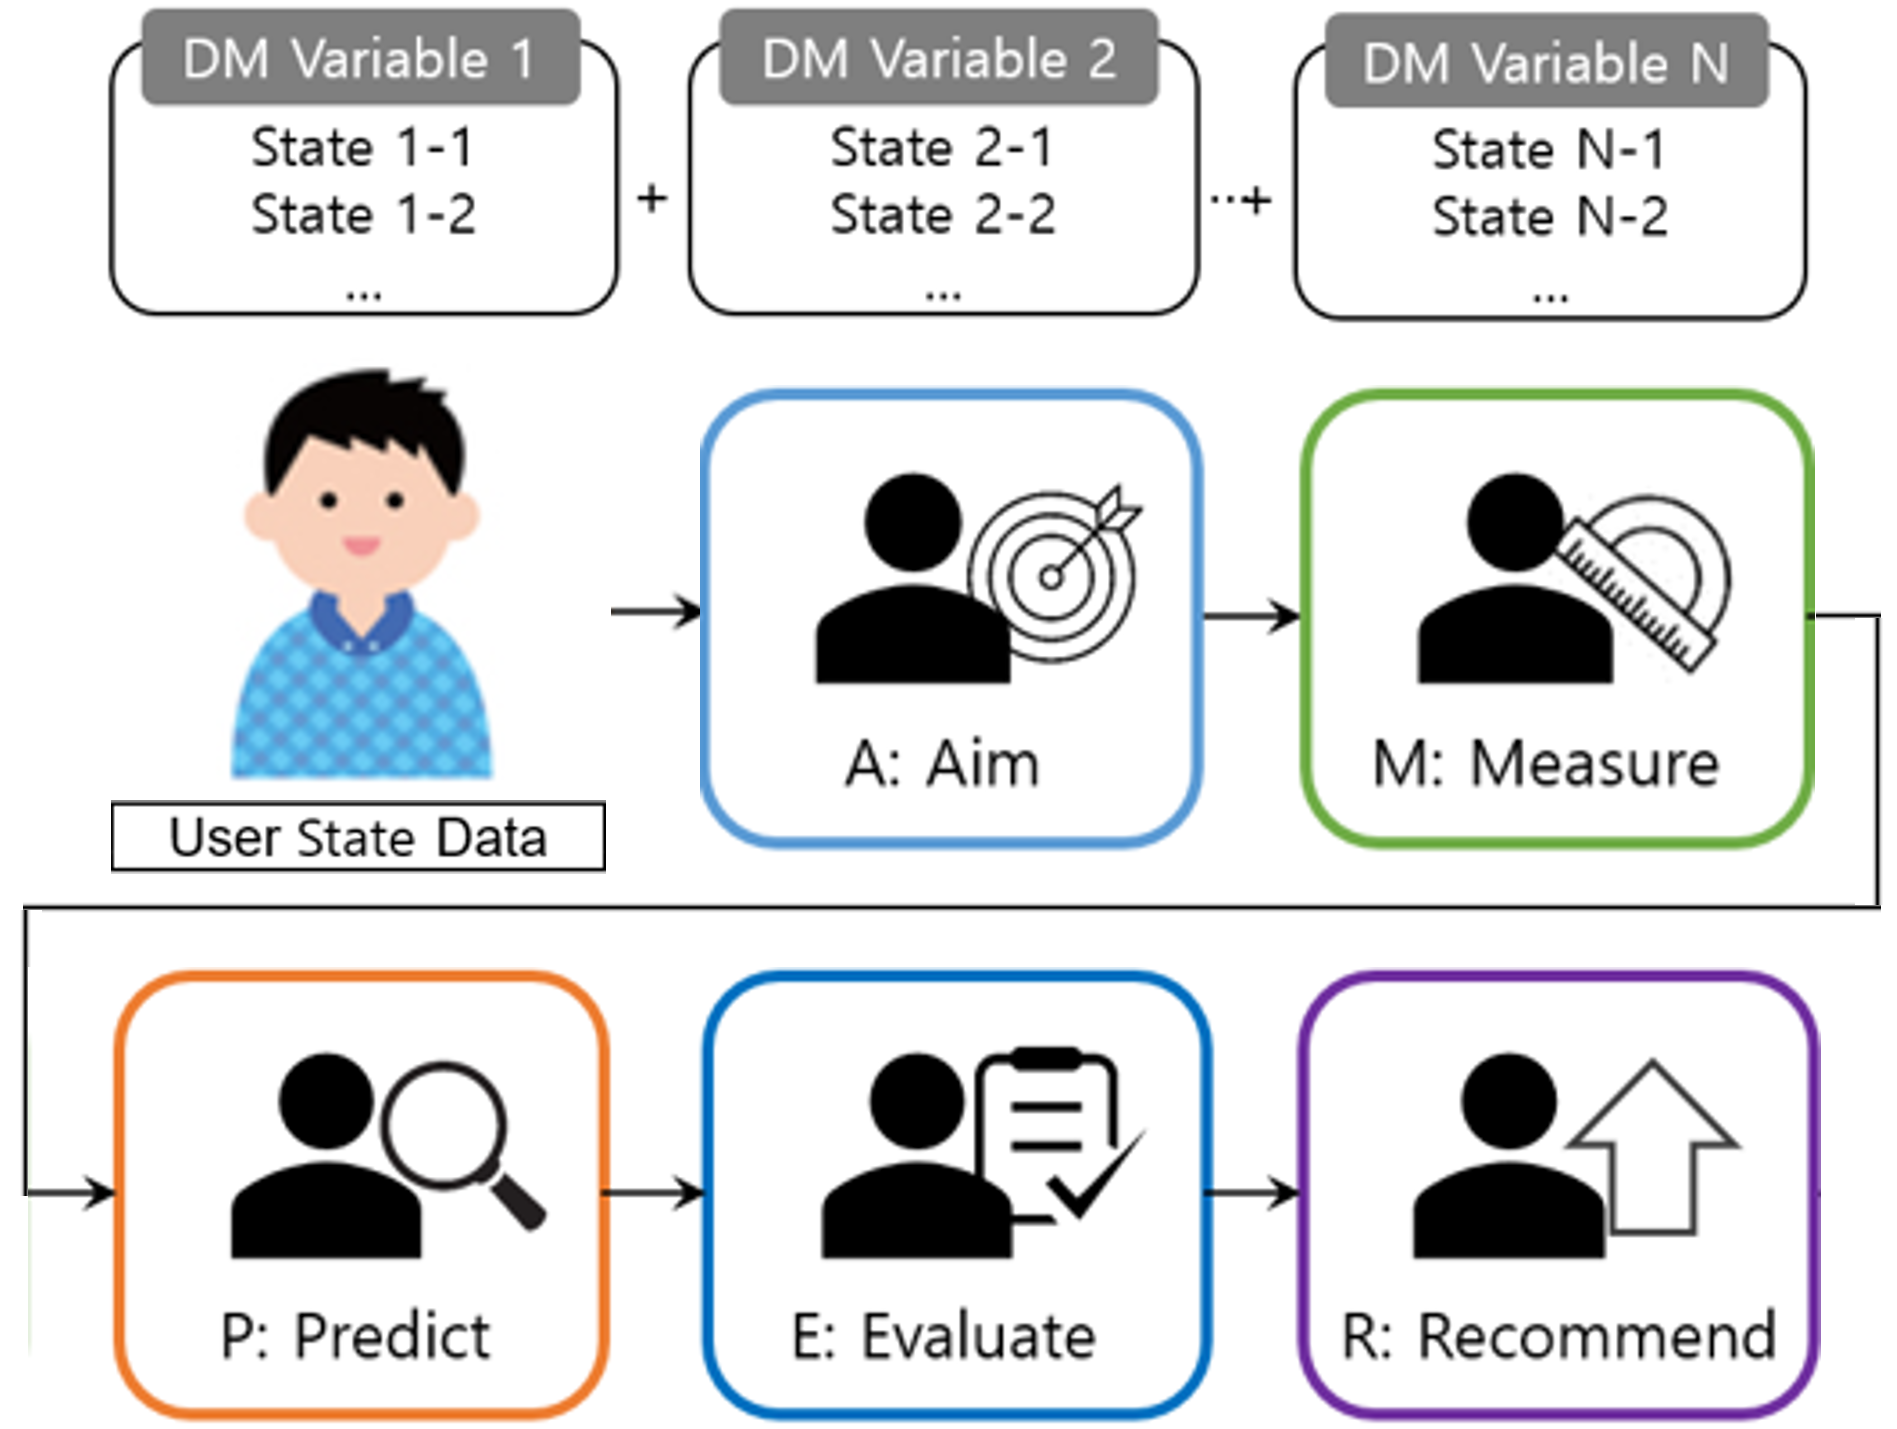 DM Variable 1
State 1-1
State 1-2
...
+
DM Variable 2
State 2-1
State 2-2
...
...+
DM Variable N
State N-1
State N-2
...
User State Data
A: Aim
M: Measure
P: Predict
E: Evaluate
R: Recommend